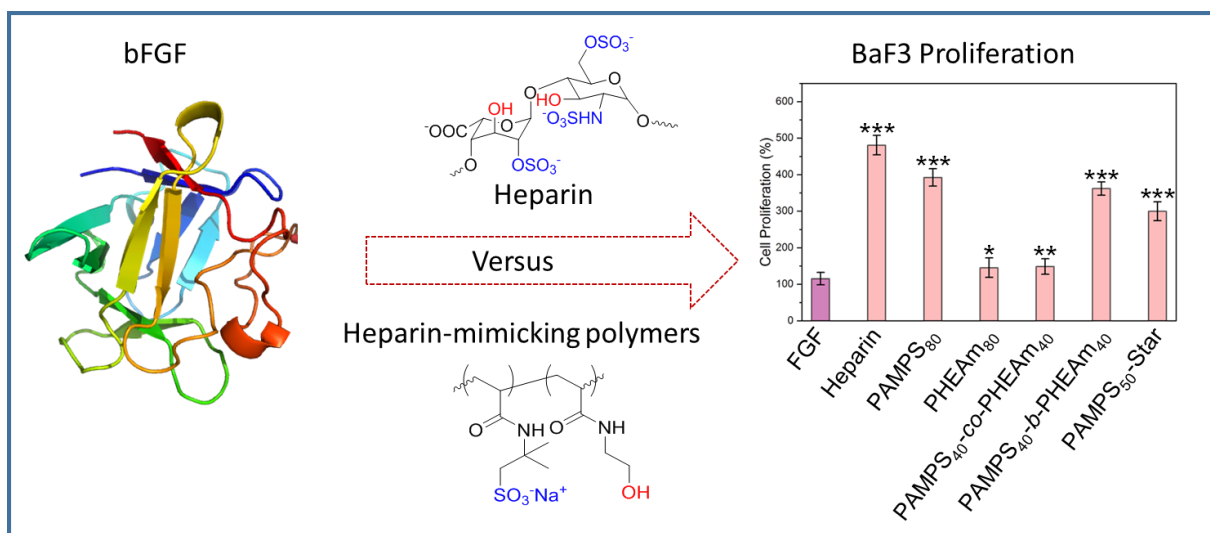 bFGF
OSO₃⁻
O
O
HO
⁻O₃SHN
O
OH
⁻OOC
O
O
OSO₃⁻
Heparin
Versus
Heparin-mimicking polymers
( ) ( )
O
NH
O
NH
SO₃⁻Na⁺
OH
BaF3 Proliferation
Cell Proliferation (%)
600
500
400
300
200
100
0
***
***
*
**
***
***
FGF
Heparin
PAMPS₈₀
PHEAm₈₀
PAMPS₄₀-co-PHEAm₄₀
PAMPS₄₀-b-PHEAm₄₀
PAMPS₅₀-Star